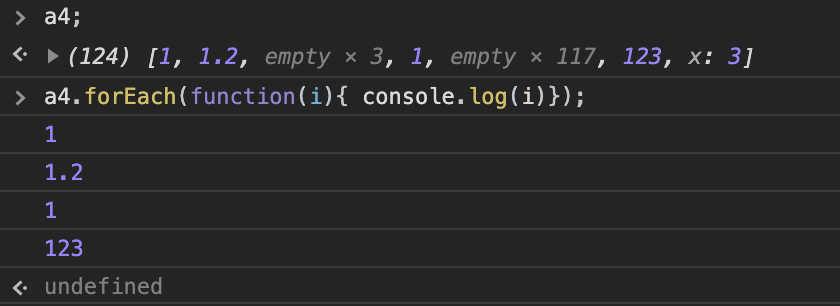 > a4;
<· ▶ (124) [1, 1.2, empty × 3, 1, empty × 117, 123, x: 3]
> a4.forEach(function(i){ console.log(i)});
1
1.2
1
123
<· undefined